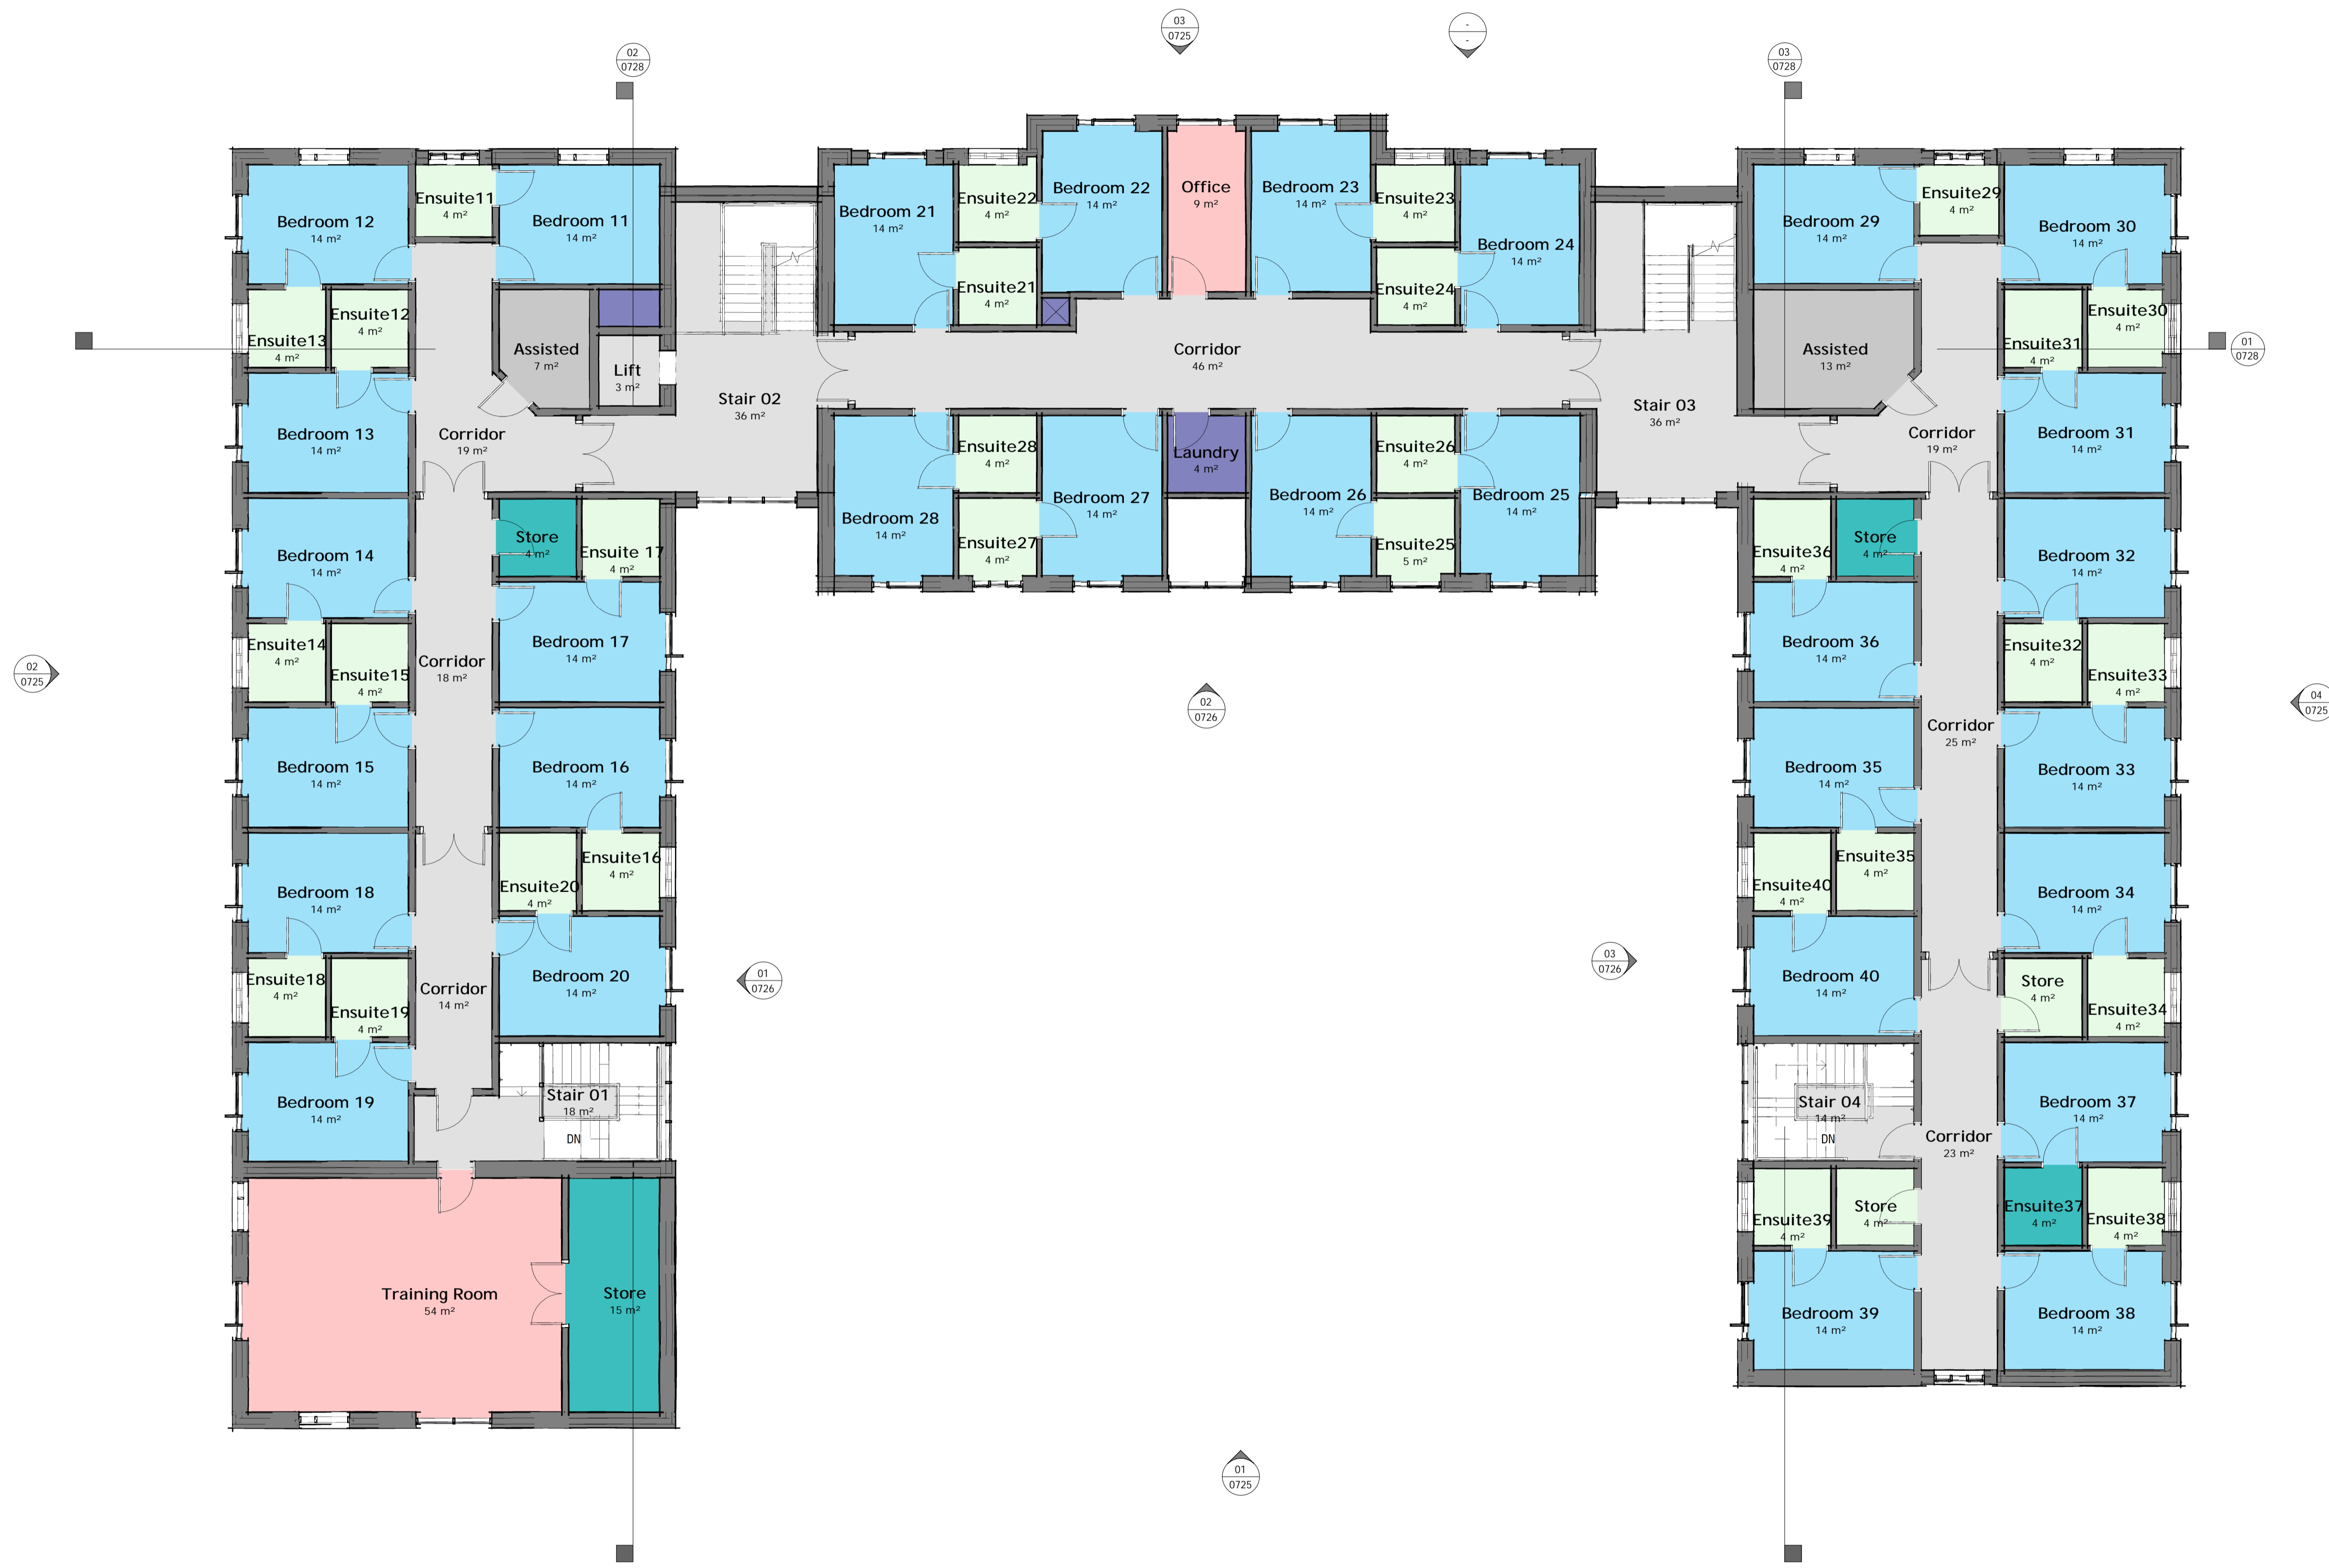 03
0725
-
-
02
0728
03
0728
Bedroom 12
14 m²
Ensuite11
4 m²
Bedroom 11
14 m²
Ensuite13
4 m²
Ensuite12
4 m²
Assisted
7 m²
Lift
3 m²
Bedroom 13
14 m²
Corridor
19 m²
Stair 02
36 m²
Bedroom 21
14 m²
Ensuite22
4 m²
Bedroom 22
14 m²
Office
9 m²
Bedroom 23
14 m²
Ensuite23
4 m²
Bedroom 24
14 m²
Ensuite21
4 m²
Ensuite24
4 m²
Corridor
46 m²
Bedroom 28
14 m²
Ensuite28
4 m²
Ensuite27
4 m²
Bedroom 27
14 m²
Laundry
4 m²
Bedroom 26
14 m²
Ensuite26
4 m²
Ensuite25
5 m²
Bedroom 25
14 m²
Stair 03
36 m²
Bedroom 29
14 m²
Ensuite29
4 m²
Bedroom 30
14 m²
Assisted
13 m²
Ensuite31
4 m²
Ensuite30
4 m²
01
0728
Corridor
19 m²
Bedroom 31
14 m²
Bedroom 14
14 m²
Store
4 m²
Ensuite 17
4 m²
Ensuite14
4 m²
Ensuite15
4 m²
Corridor
18 m²
Bedroom 17
14 m²
Bedroom 15
14 m²
Bedroom 16
14 m²
Bedroom 18
14 m²
Ensuite20
4 m²
Ensuite16
4 m²
Ensuite18
4 m²
Ensuite19
4 m²
Corridor
14 m²
Bedroom 20
14 m²
Bedroom 19
14 m²
Stair 01
18 m²
DN
Training Room
54 m²
Store
15 m²
02
0725
01
0726
02
0726
03
0726
01
0725
04
0725
Ensuite36
4 m²
Store
4 m²
Bedroom 32
14 m²
Bedroom 36
14 m²
Ensuite32
4 m²
Ensuite33
4 m²
Corridor
25 m²
Bedroom 35
14 m²
Bedroom 33
14 m²
Ensuite40
4 m²
Ensuite35
4 m²
Bedroom 34
14 m²
Bedroom 40
14 m²
Store
4 m²
Ensuite34
4 m²
Stair 04
14 m²
DN
Corridor
23 m²
Bedroom 37
14 m²
Ensuite39
4 m²
Store
4 m²
Ensuite37
4 m²
Ensuite38
4 m²
Bedroom 39
14 m²
Bedroom 38
14 m²